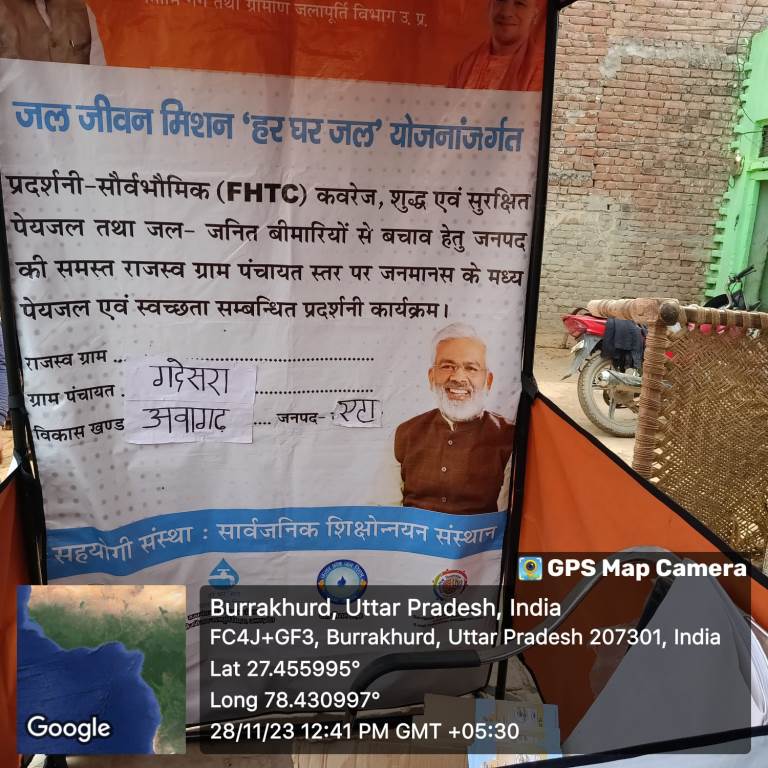 तथा ग्रामीण जलापूर्ति विभाग उ. प्र.
जल जीवन मिशन ‘हर घर जल’ योजनांजर्गत
प्रदर्शनी-सौर्वभौमिक (FHTC) कवरेज, शुद्ध एवं सुरक्षित
पेयजल तथा जल- जनित बीमारियों से बचाव हेतु जनपद
की समस्त राजस्व ग्राम पंचायत स्तर पर जनमानस के मध्य
पेयजल एवं स्वच्छता सम्बन्धित प्रदर्शनी कार्यक्रम।
राजस्व ग्राम ..
ग्राम पंचायत . गदेसरा
विकास खण्ड अवागढ़ .... जनपद- एटा
सहयोगी संस्था : सार्वजनिक शिक्षोन्नयन संस्थान
GPS Map Camera
Burrakhurd, Uttar Pradesh, India
FC4J+GF3, Burrakhurd, Uttar Pradesh 207301, India
Lat 27.455995°
Long 78.430997°
28/11/23 12:41 PM GMT +05:30
Google